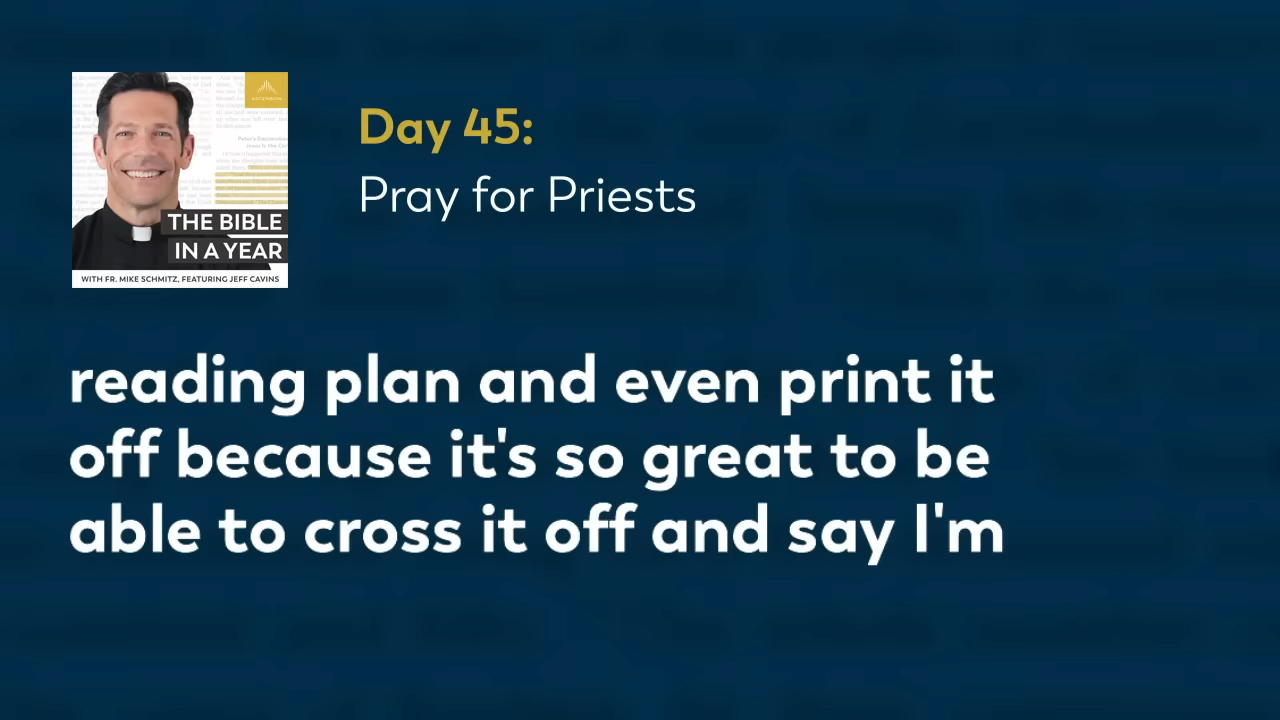 ASCENSION
THE BIBLE
IN A YEAR
WITH FR. MIKE SCHMITZ, FEATURING JEFF CAVINS
Day 45:
Pray for Priests
reading plan and even print it
off because it's so great to be
able to cross it off and say I'm